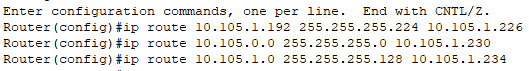 Enter configuration commands, one per line.  End with CNTL/Z.
Router(config)#ip route 10.105.1.192 255.255.255.224 10.105.1.226
Router(config)#ip route 10.105.0.0 255.255.255.0 10.105.1.230
Router(config)#ip route 10.105.1.0 255.255.255.128 10.105.1.234